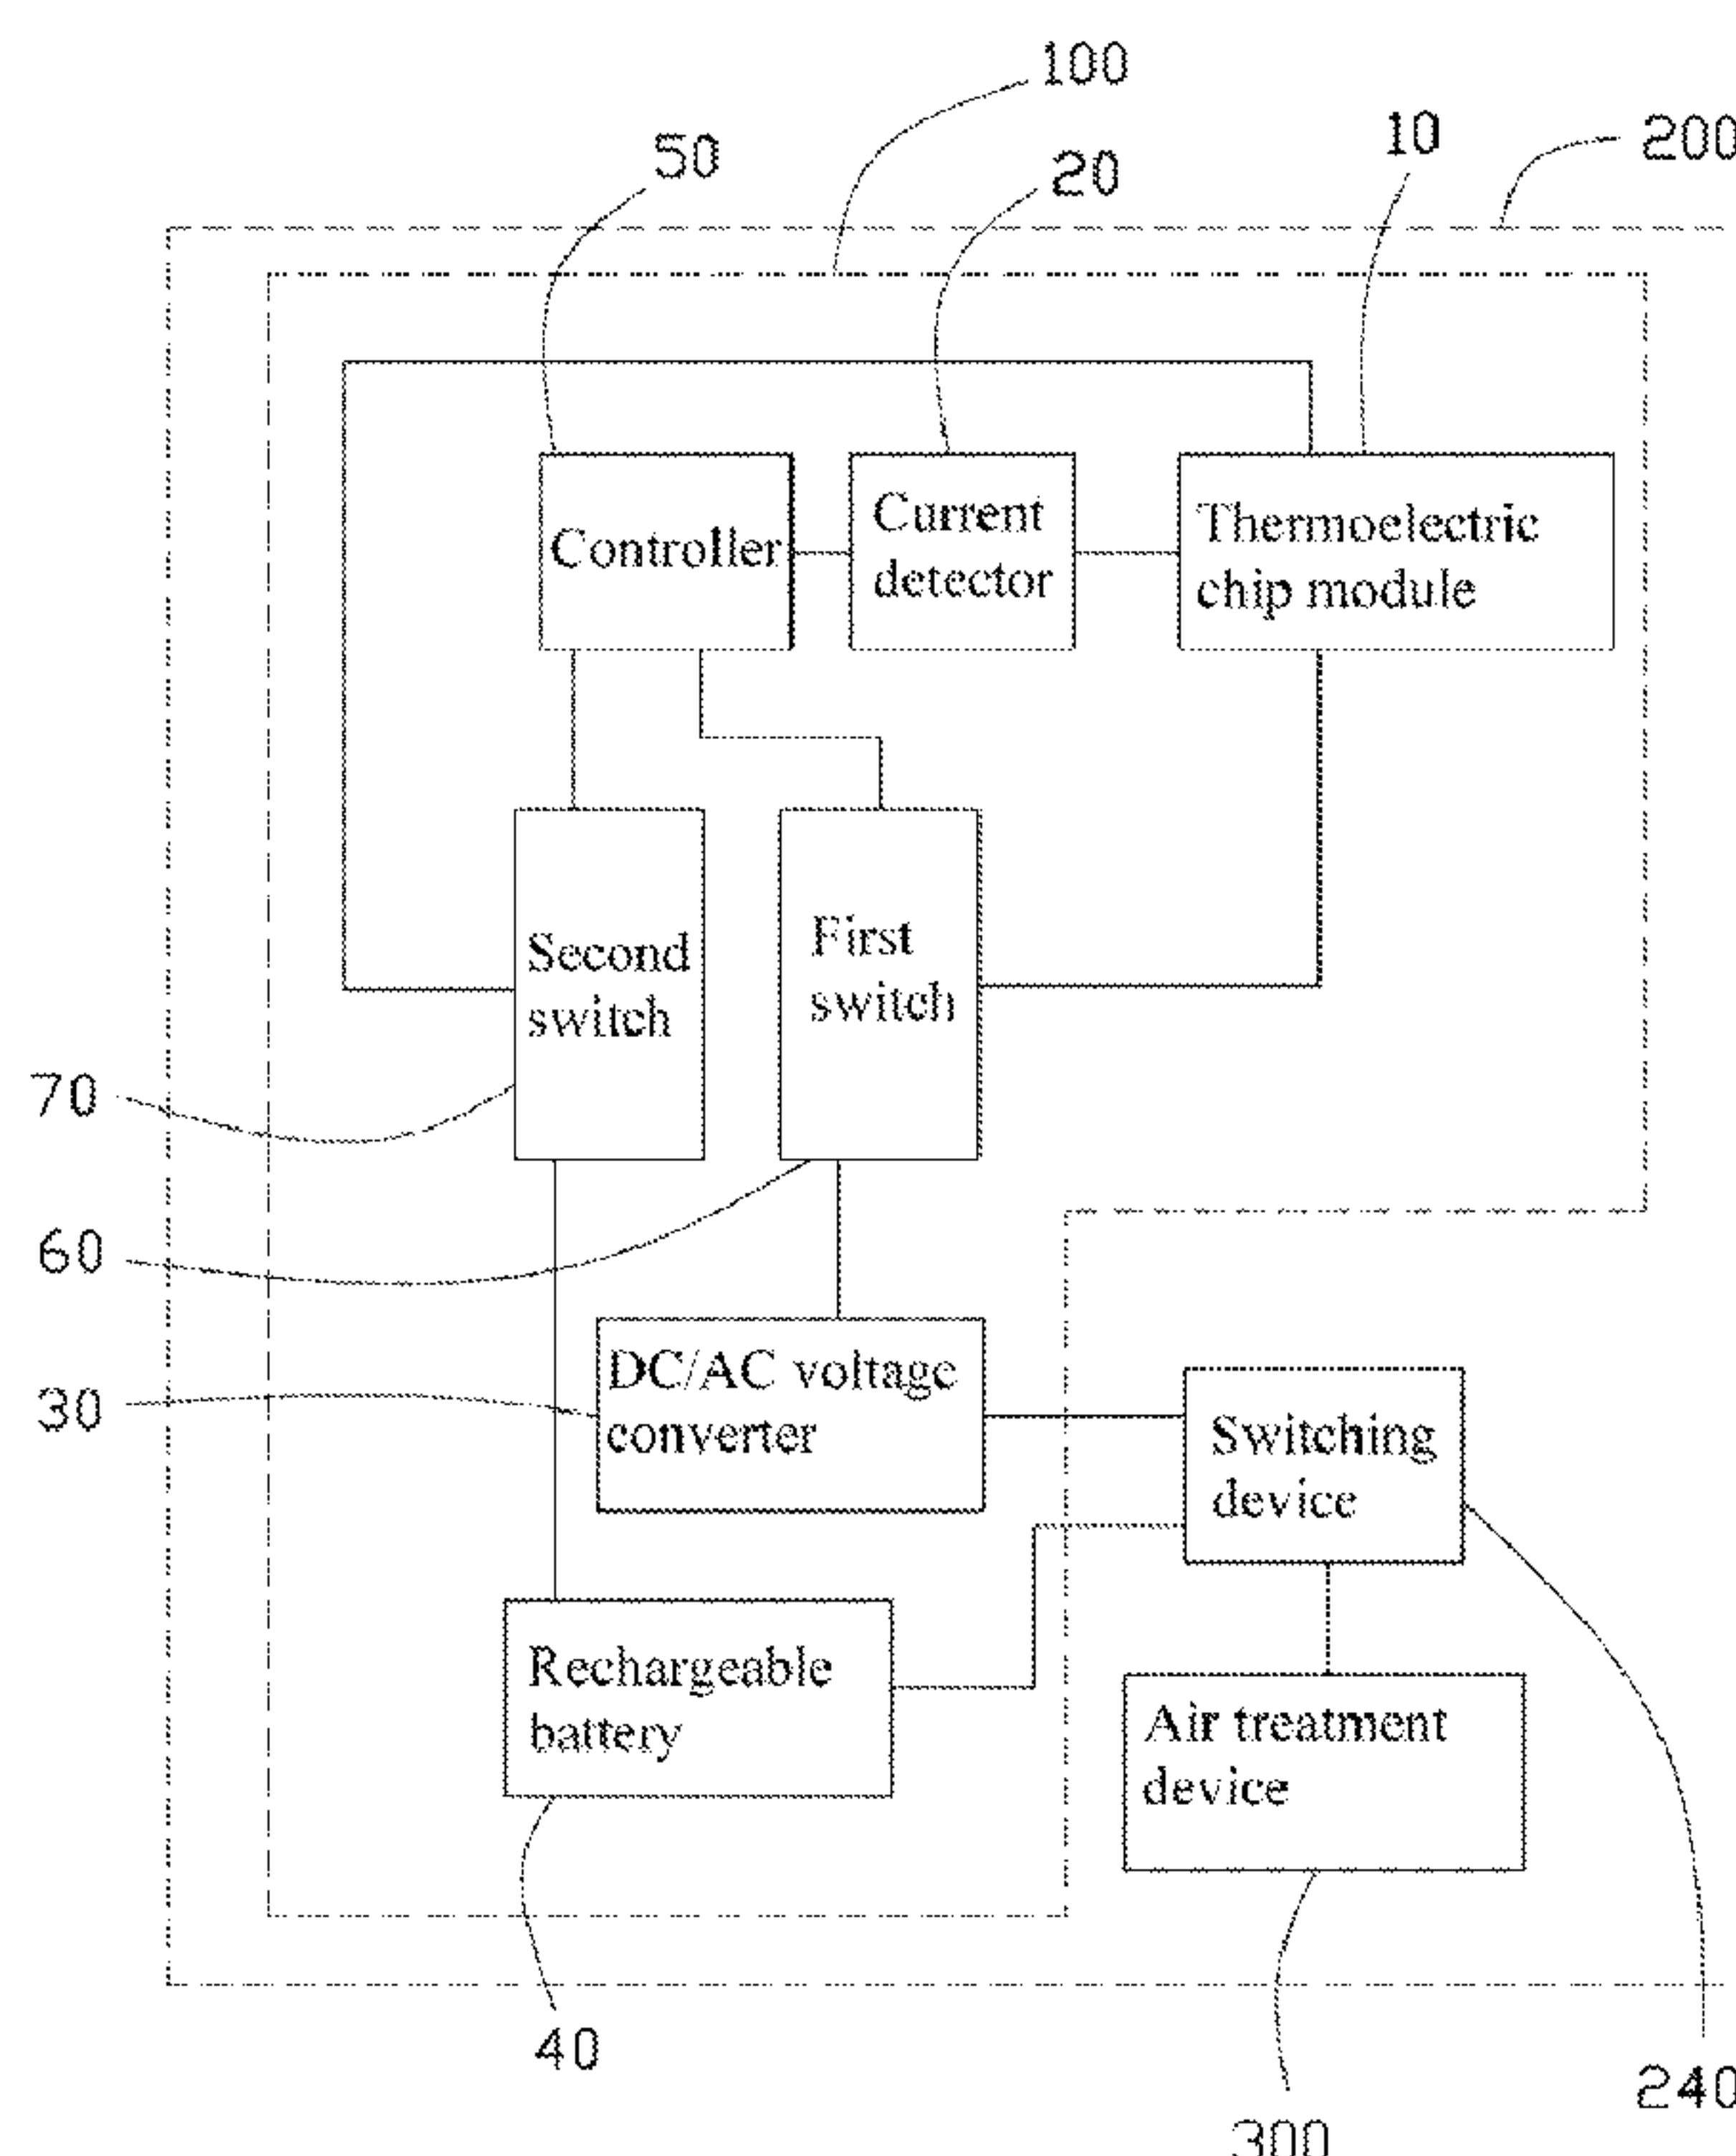 100
50
20
10
200
Controller
Current
detector
Thermoelectric
chip module
Second
switch
First
switch
70
60
30
DC/AC voltage
converter
Switching
device
Rechargeable
battery
Air treatment
device
40
240
300